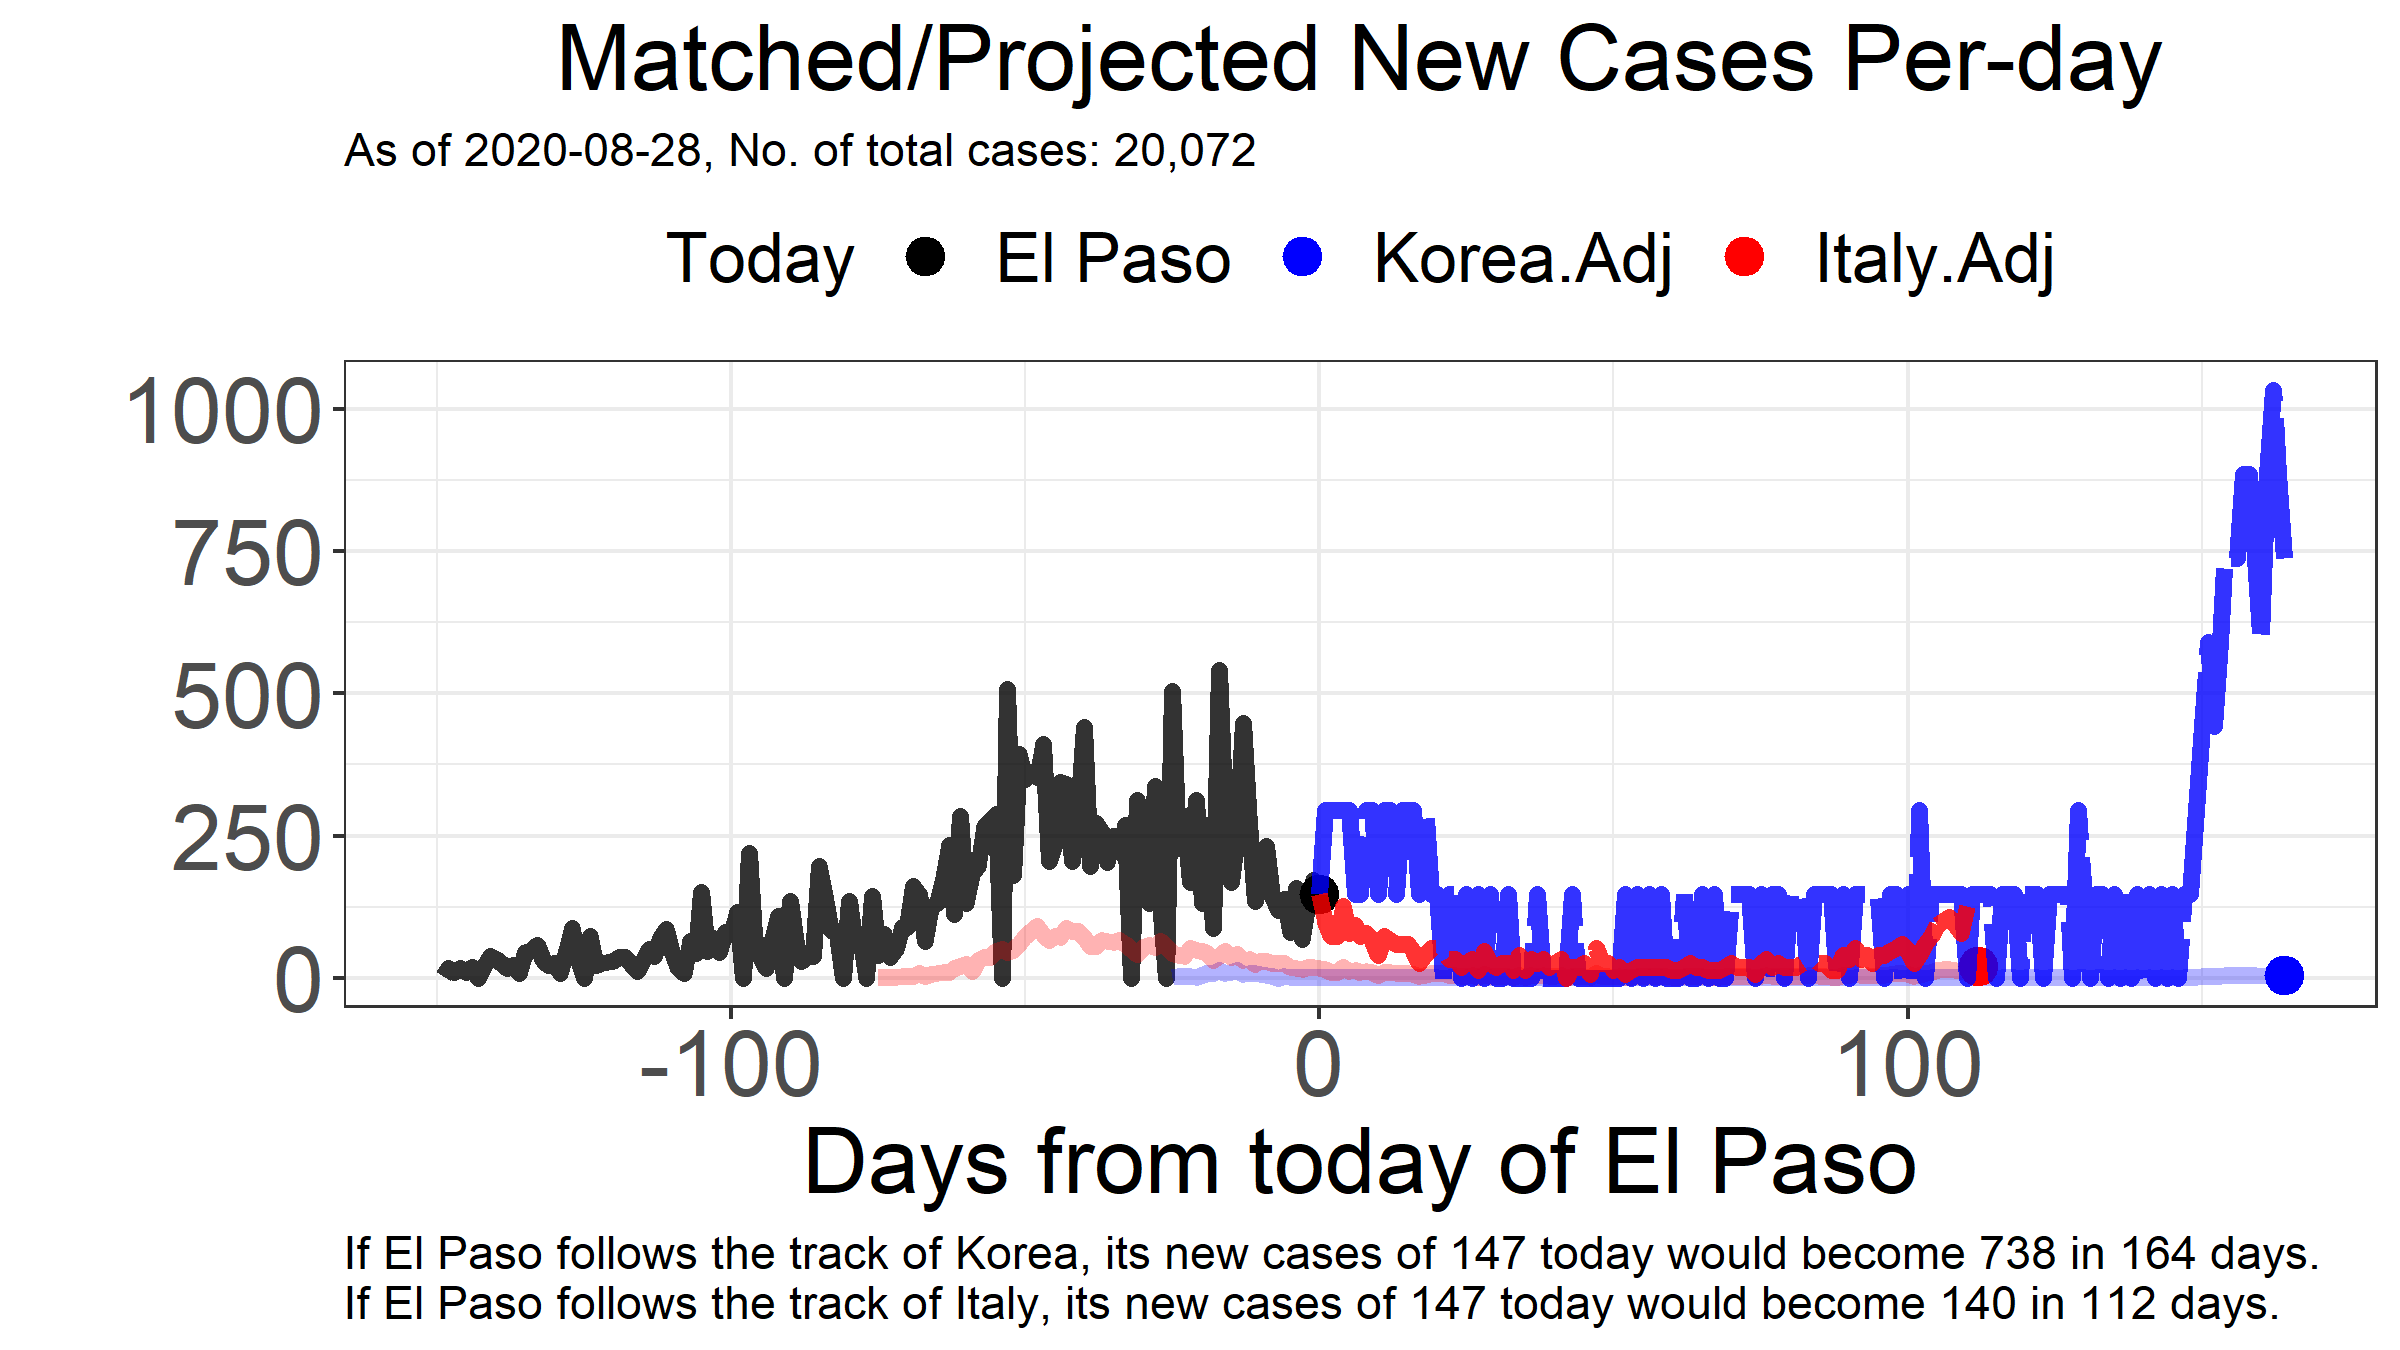 Matched/Projected New Cases Per-day
As of 2020-08-28, No. of total cases: 20,072
Today El Paso Korea.Adj Italy.Adj
1000
750
500
250
0
-100 0 100
Days from today of El Paso
If El Paso follows the track of Korea, its new cases of 147 today would become 738 in 164 days.
If El Paso follows the track of Italy, its new cases of 147 today would become 140 in 112 days.